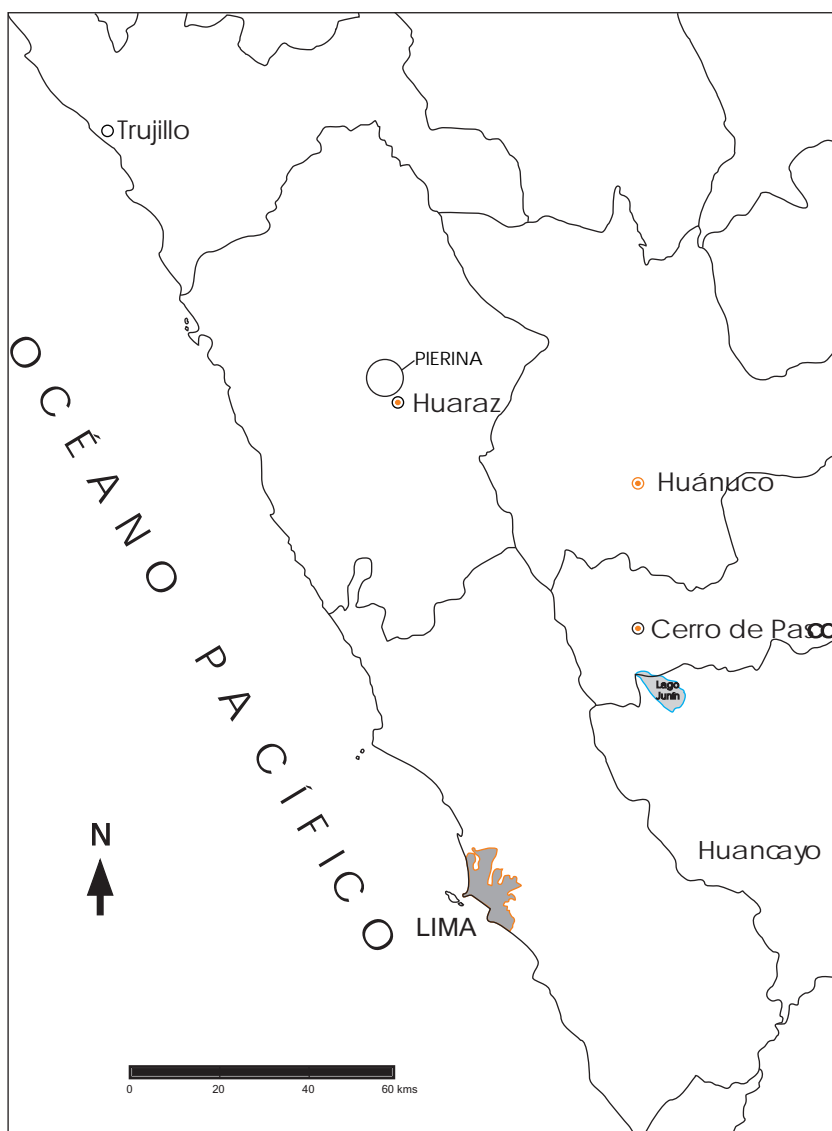 Trujillo
PIERINA
Huaraz
OCÉANO PACÍFICO
Huánuco
Cerro de Pasco
Lago
Junín
Huancayo
N
LIMA
0 20 40 60 kms